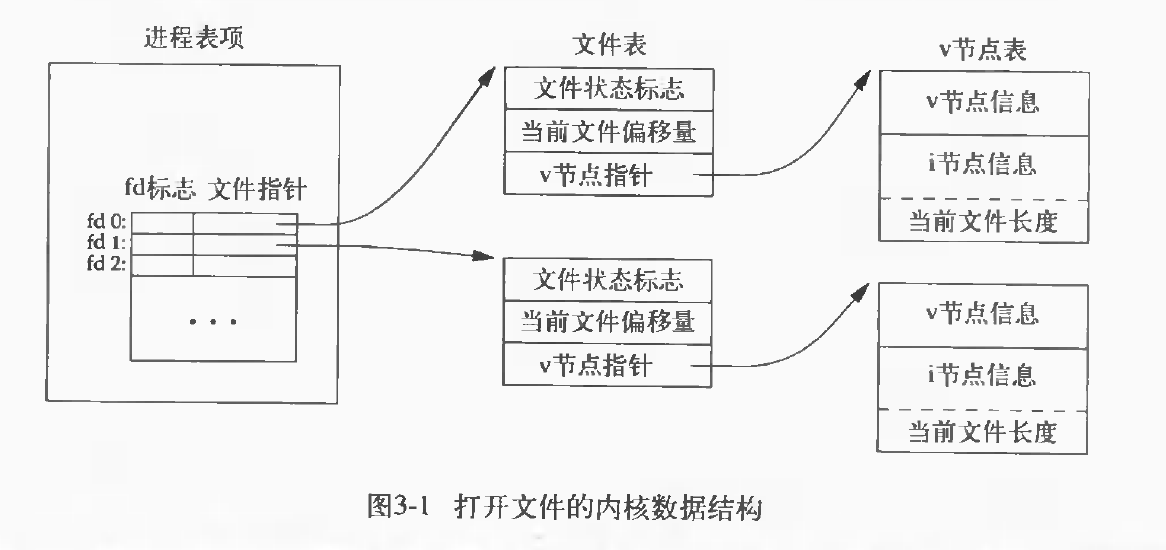 进程表项
fd标志 文件指针
fd 0:
fd 1:
fd 2:
• • •
文件表
文件状态标志
当前文件偏移量
v节点指针
文件状态标志
当前文件偏移量
v节点指针
v节点表
v节点信息
i节点信息
当前文件长度
v节点信息
i节点信息
当前文件长度
图3-1 打开文件的内核数据结构